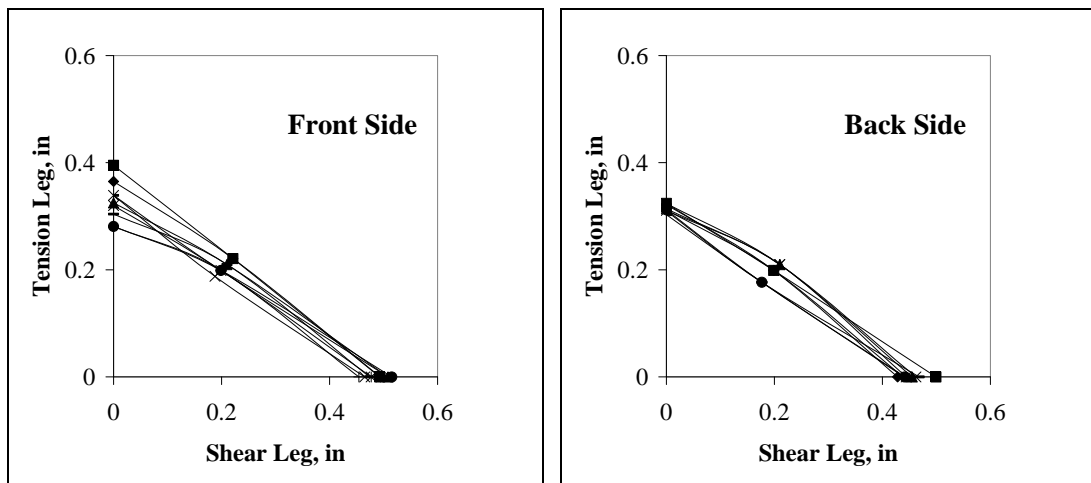 0.6
Front Side
0.4
0.2
0
0 0.2 0.4 0.6
Tension Leg, in
Shear Leg, in
0.6
Back Side
0.4
0.2
0
0 0.2 0.4 0.6
Tension Leg, in
Shear Leg, in